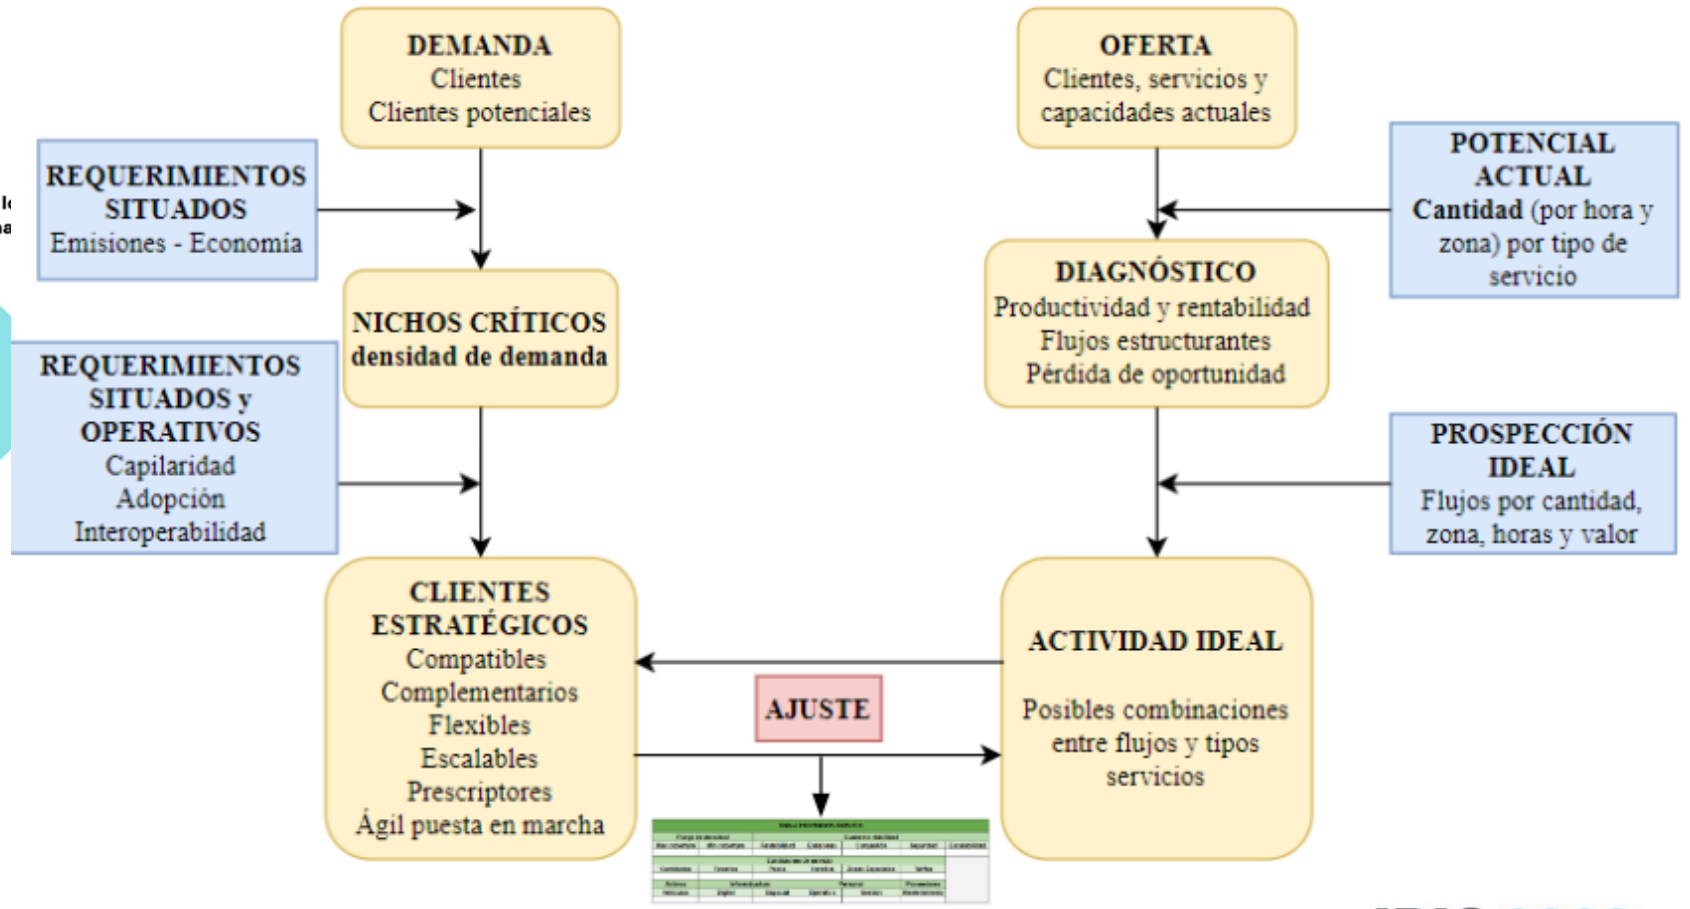 DEMANDA
Clientes
Clientes potenciales
OFERTA
Clientes, servicios y
capacidades actuales
REQUERIMIENTOS
SITUADOS
Emisiones - Economía
POTENCIAL
ACTUAL
Cantidad (por hora y
zona) por tipo de
servicio
NICHOS CRÍTICOS
densidad de demanda
DIAGNÓSTICO
Productividad y rentabilidad
Flujos estructurantes
Pérdida de oportunidad
REQUERIMIENTOS
SITUADOS y
OPERATIVOS
Capilaridad
Adopción
Interoperabilidad
PROSPECCIÓN
IDEAL
Flujos por cantidad,
zona, horas y valor
CLIENTES
ESTRATÉGICOS
Compatibles
Complementarios
Flexibles
Escalables
Prescriptores
Ágil puesta en marcha
AJUSTE
ACTIVIDAD IDEAL
Posibles combinaciones
entre flujos y tipos
servicios